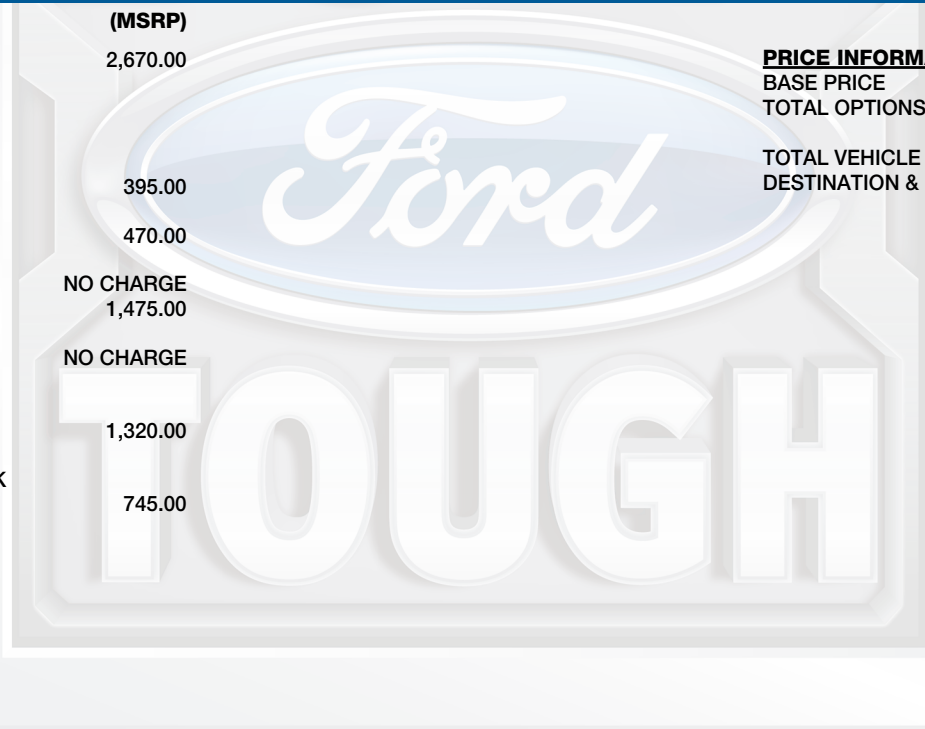 (MSRP)
2,670.00
395.00
470.00
NO CHARGE
1,475.00
NO CHARGE
1,320.00
K
745.00
PRICE INFORM
BASE PRICE
TOTAL OPTIONS
TOTAL VEHICLE
DESTINATION &
Ford
TOUGH